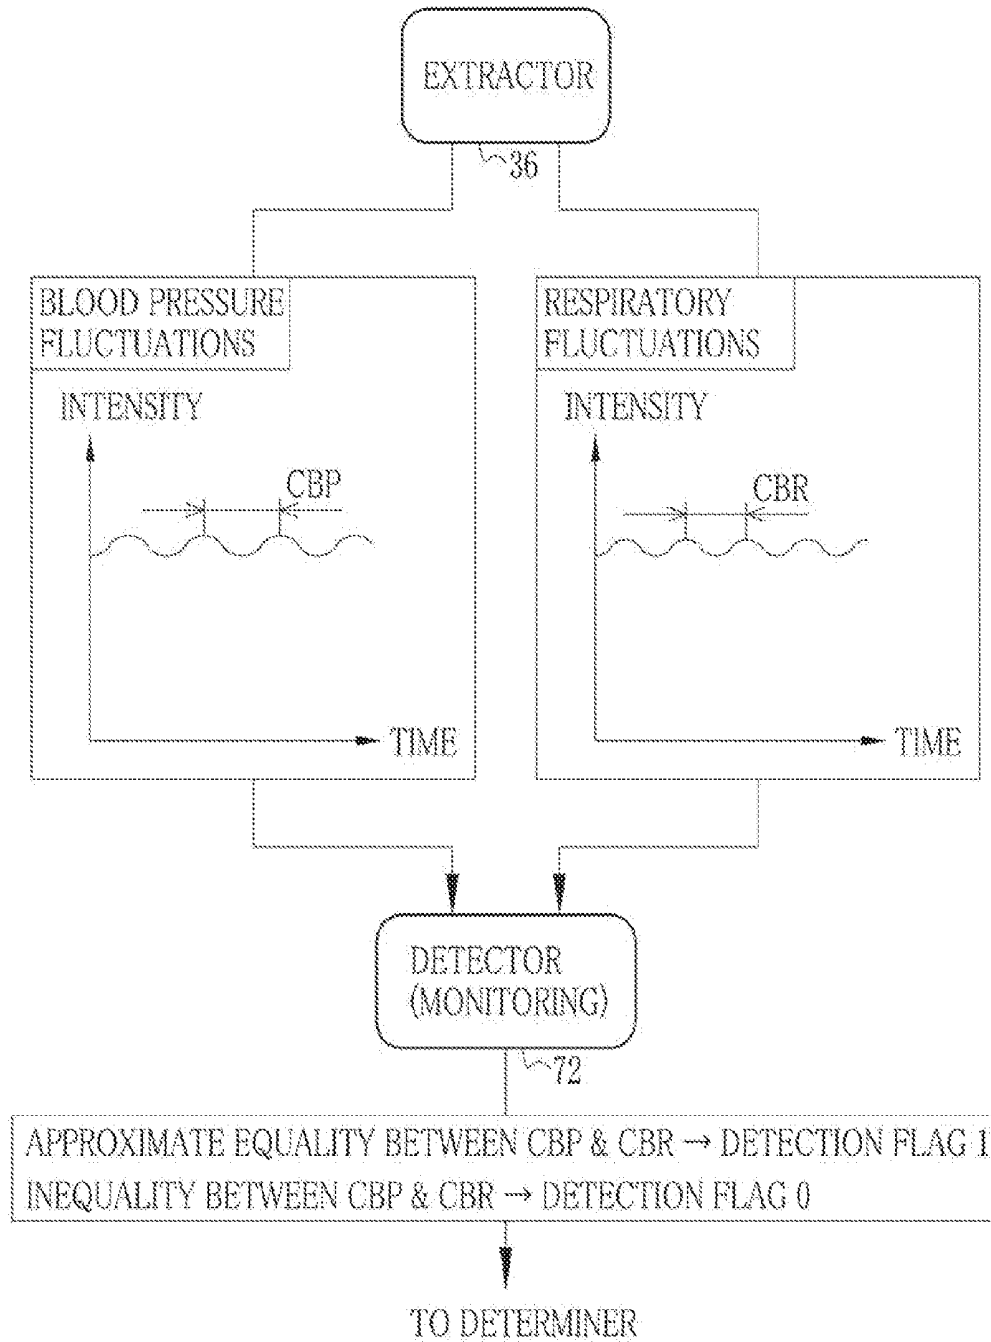 EXTRACTOR
36
BLOOD PRESSURE
FLUCTUATIONS
INTENSITY
CBP
TIME
RESPIRATORY
FLUCTUATIONS
INTENSITY
CBR
TIME
DETECTOR
(MONITORING)
72
APPROXIMATE EQUALITY BETWEEN CBP & CBR → DETECTION FLAG 1
INEQUALITY BETWEEN CBP & CBR → DETECTION FLAG 0
TO DETERMINER